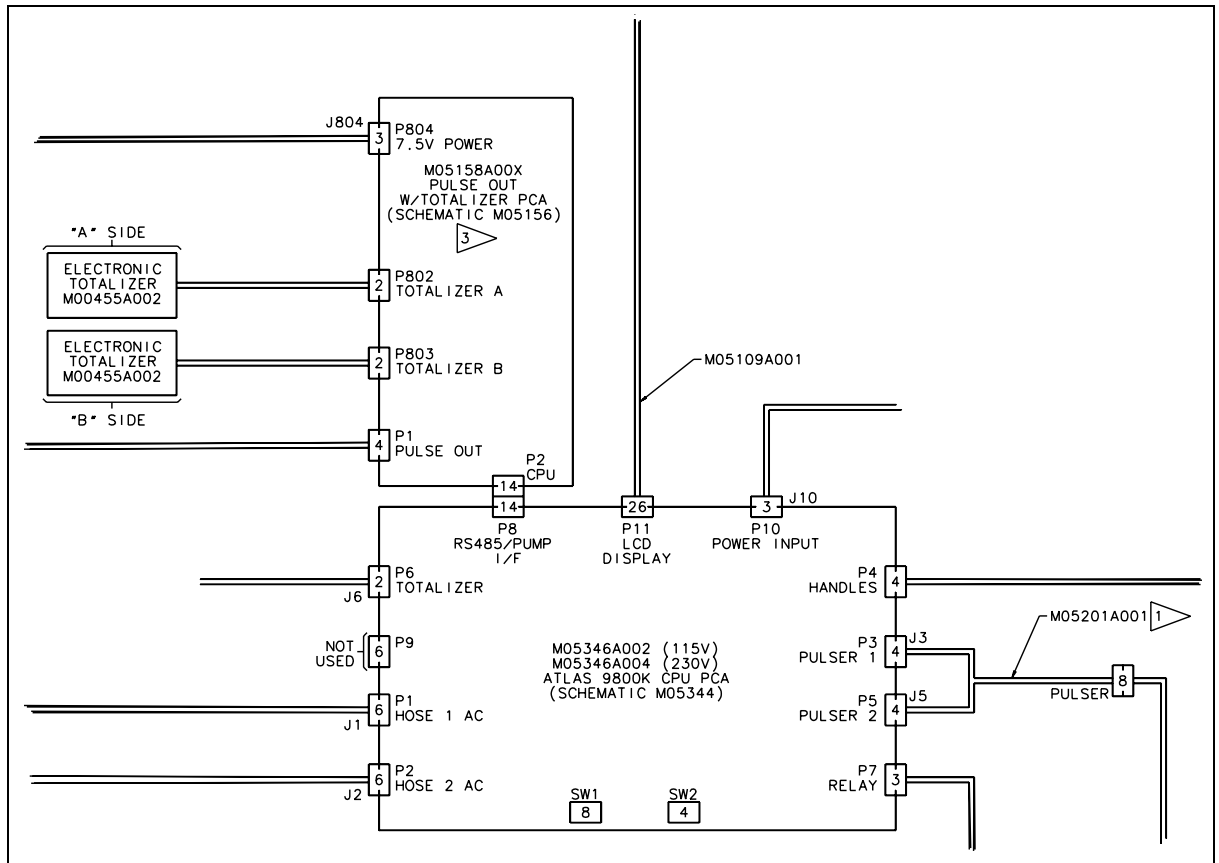 J804
3
P804
7.5V POWER
M05158A00X
PULSE OUT
W/TOTALIZER PCA
(SCHEMATIC M05156)
3
"A" SIDE
ELECTRONIC
TOTALIZER
M00455A002
2
P802
TOTALIZER A
ELECTRONIC
TOTALIZER
M00455A002
"B" SIDE
2
P803
TOTALIZER B
M05109A001
4
P1
PULSE OUT
P2
CPU
14
14
P8
RS485/PUMP
I/F
26
P11
LCD
DISPLAY
3
J10
P10
POWER INPUT
J6
2
P6
TOTALIZER
P4
HANDLES
4
NOT
USED
6
P9
M05346A002 (115V)
M05346A004 (230V)
ATLAS 9800K CPU PCA
(SCHEMATIC M05344)
P3
PULSER 1
4
J3
M05201A001
1
J1
6
P1
HOSE 1 AC
P5
PULSER 2
4
J5
PULSER
8
J2
6
P2
HOSE 2 AC
SW1
8
SW2
4
P7
RELAY
3